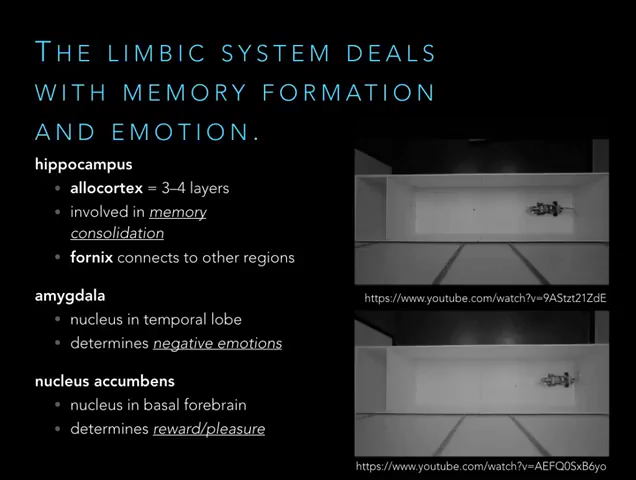 THE LIMBIC SYSTEM DEALS
WITH MEMORY FORMATION
AND EMOTION.
hippocampus
• allocortex = 3–4 layers
• involved in memory
consolidation
• fornix connects to other regions
amygdala
• nucleus in temporal lobe
• determines negative emotions
nucleus accumbens
• nucleus in basal forebrain
• determines reward/pleasure
https://www.youtube.com/watch?v=9AStzt21ZdE
https://www.youtube.com/watch?v=AEFQ0SxB6yo